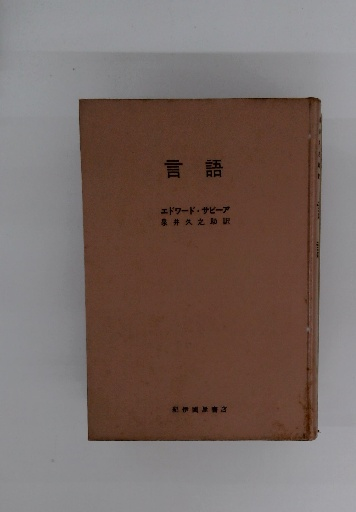 言語
エドワード・サピーア
泉井久之助訳
紀伊國屋書店